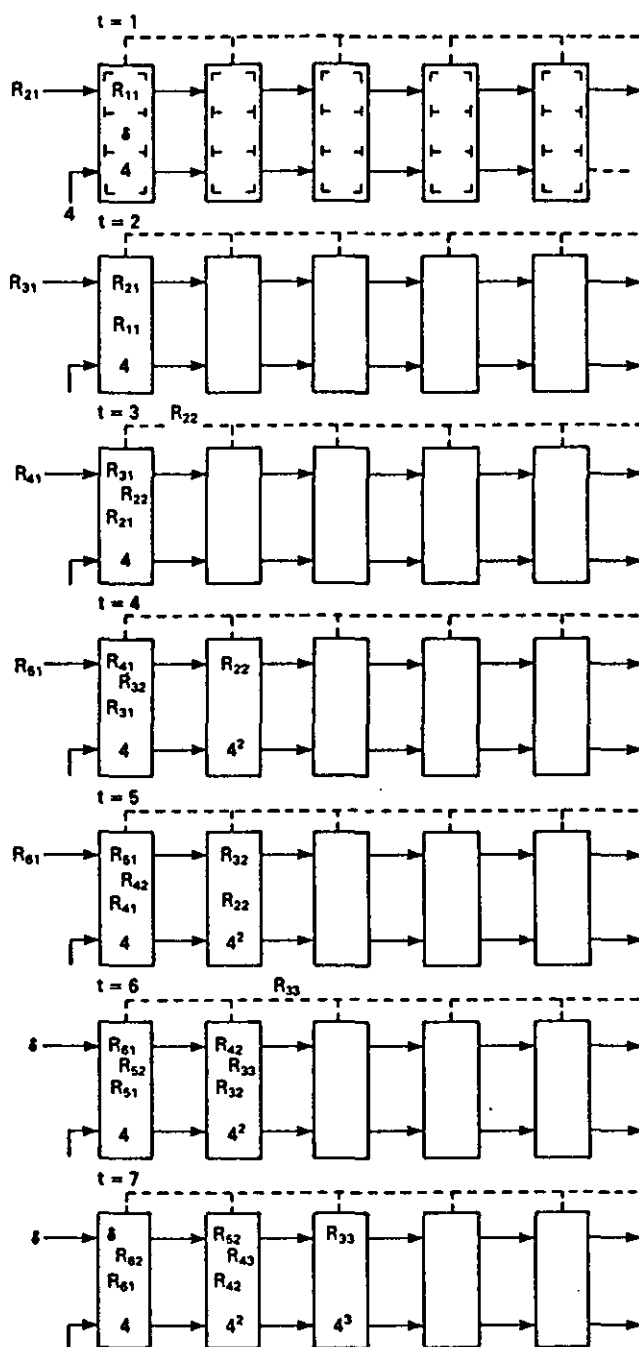 t = 1
R₂₁ R₁₁
δ
4
4
t = 2
R₃₁ R₂₁
R₁₁
4
t = 3 R₂₂
R₄₁ R₃₁
R₂₂
R₂₁
4
t = 4
R₅₁ R₄₁ R₂₂
R₃₂
R₃₁
4 4²
t = 5
R₆₁ R₅₁ R₃₂
R₄₂
R₄₁ R₂₂
4 4²
t = 6 R₃₃
δ R₆₁ R₄₂
R₅₂ R₃₃
R₅₁ R₃₂
4 4²
t = 7
δ δ R₅₂ R₃₃
R₆₂ R₄₃
R₆₁ R₄₂
4 4² 4³